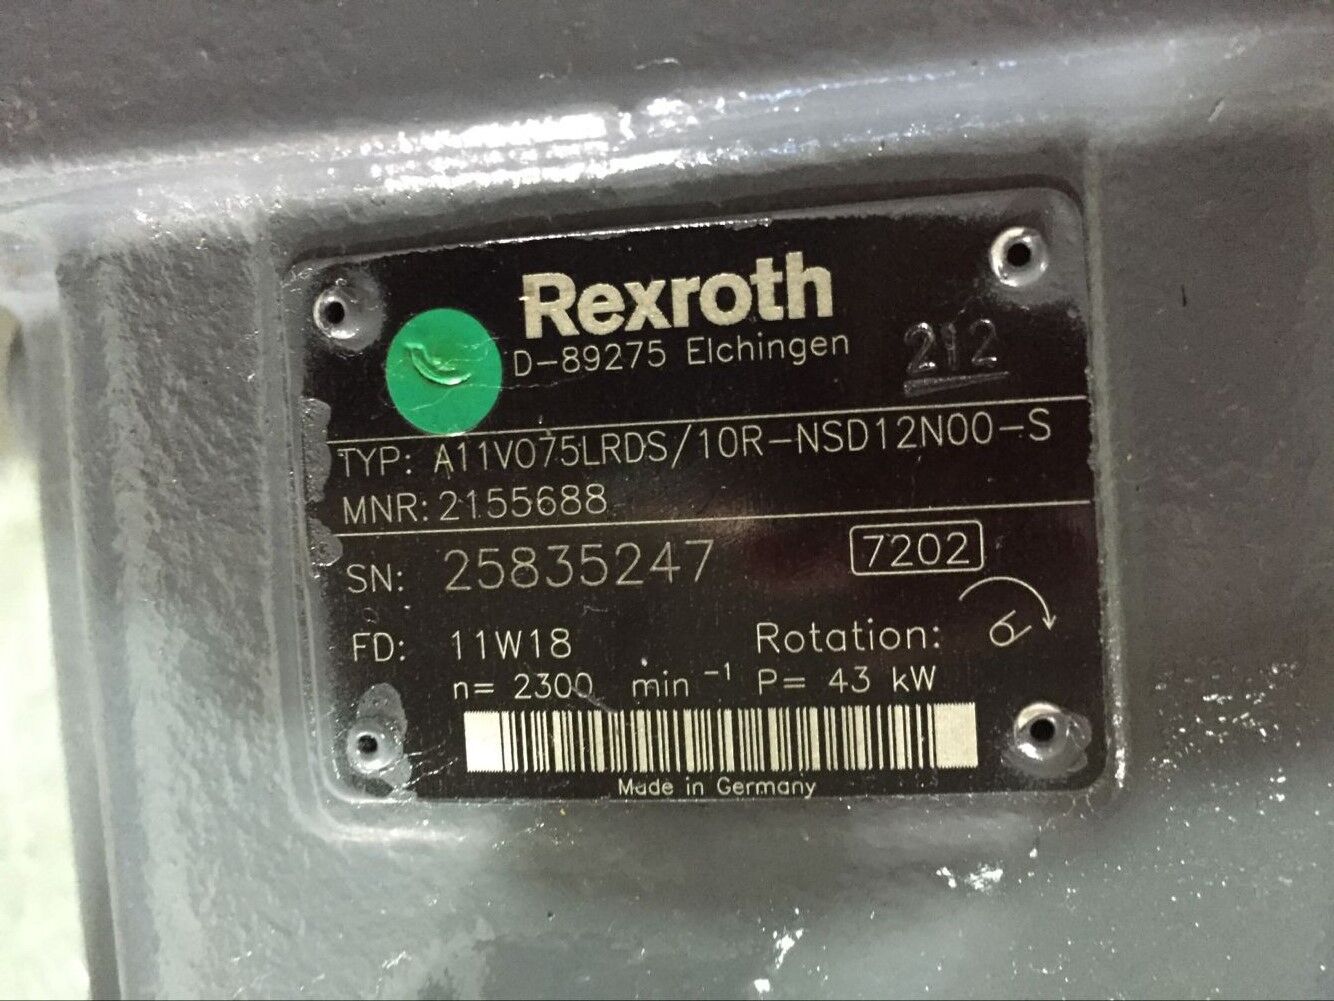 Rexroth
D-89275 Elchingen
212
TYP: A11VO75LRDS/10R-NSD12N00-S
MNR: 2155688
SN: 25835247
7202
FD: 11W18
Rotation:
n= 2300 min⁻¹ P= 43 kW
Made in Germany